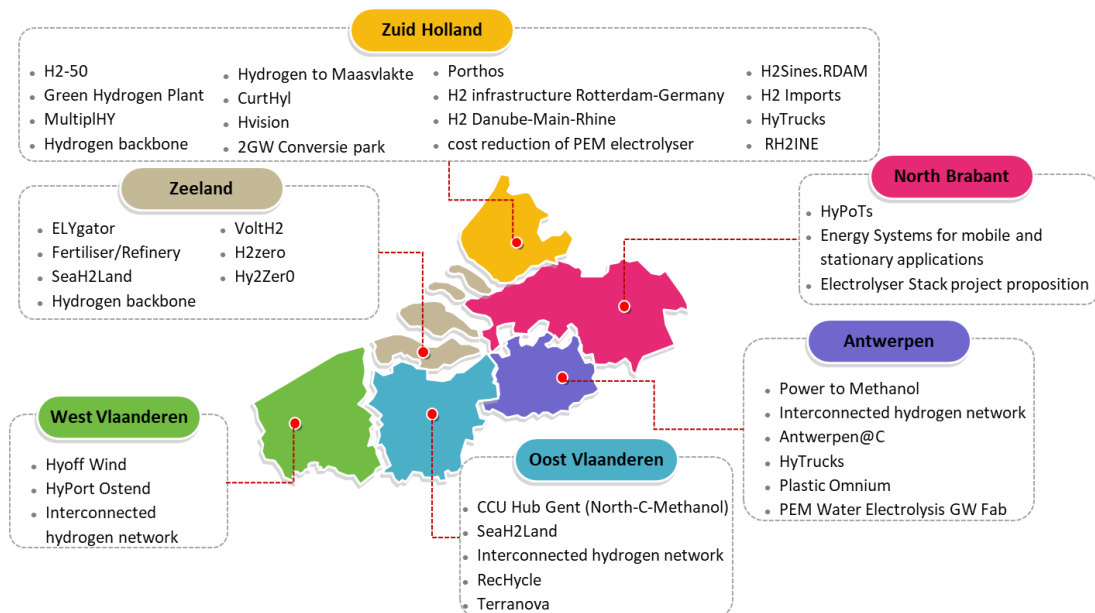 Zuid Holland
H2-50
Green Hydrogen Plant
MultiplHY
Hydrogen backbone
Hydrogen to Maasvlakte
CurtHyl
Hvision
2GW Conversie park
Porthos
H2 infrastructure Rotterdam-Germany
H2 Danube-Main-Rhine
cost reduction of PEM electrolyser
H2Sines.RDAM
H2 Imports
HyTrucks
RH2INE
Zeeland
ELYgator
Fertiliser/Refinery
SeaH2Land
Hydrogen backbone
VoltH2
H2zero
Hy2Zer0
North Brabant
HyPoTs
Energy Systems for mobile and
stationary applications
Electrolyser Stack project proposition
Antwerpen
Power to Methanol
Interconnected hydrogen network
Antwerpen@C
HyTrucks
Plastic Omnium
PEM Water Electrolysis GW Fab
West Vlaanderen
Hyoff Wind
HyPort Ostend
Interconnected
hydrogen network
Oost Vlaanderen
CCU Hub Gent (North-C-Methanol)
SeaH2Land
Interconnected hydrogen network
RecHycle
Terranova